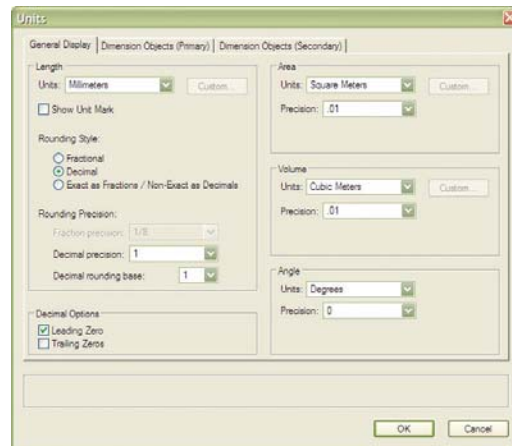 Units
General Display
Dimension Objects (Primary)
Dimension Objects (Secondary)
Length
Units: Millimeters
Custom...
Show Unit Mark
Rounding Style:
Fractional
Decimal
Exact as Fractions / Non-Exact as Decimals
Rounding Precision:
Fraction precision: 1/8
Decimal precision: 1
Decimal rounding base: 1
Decimal Options
Leading Zero
Trailing Zeros
Area
Units: Square Meters
Custom...
Precision: .01
Volume
Units: Cubic Meters
Custom...
Precision: .01
Angle
Units: Degrees
Precision: 0
OK
Cancel